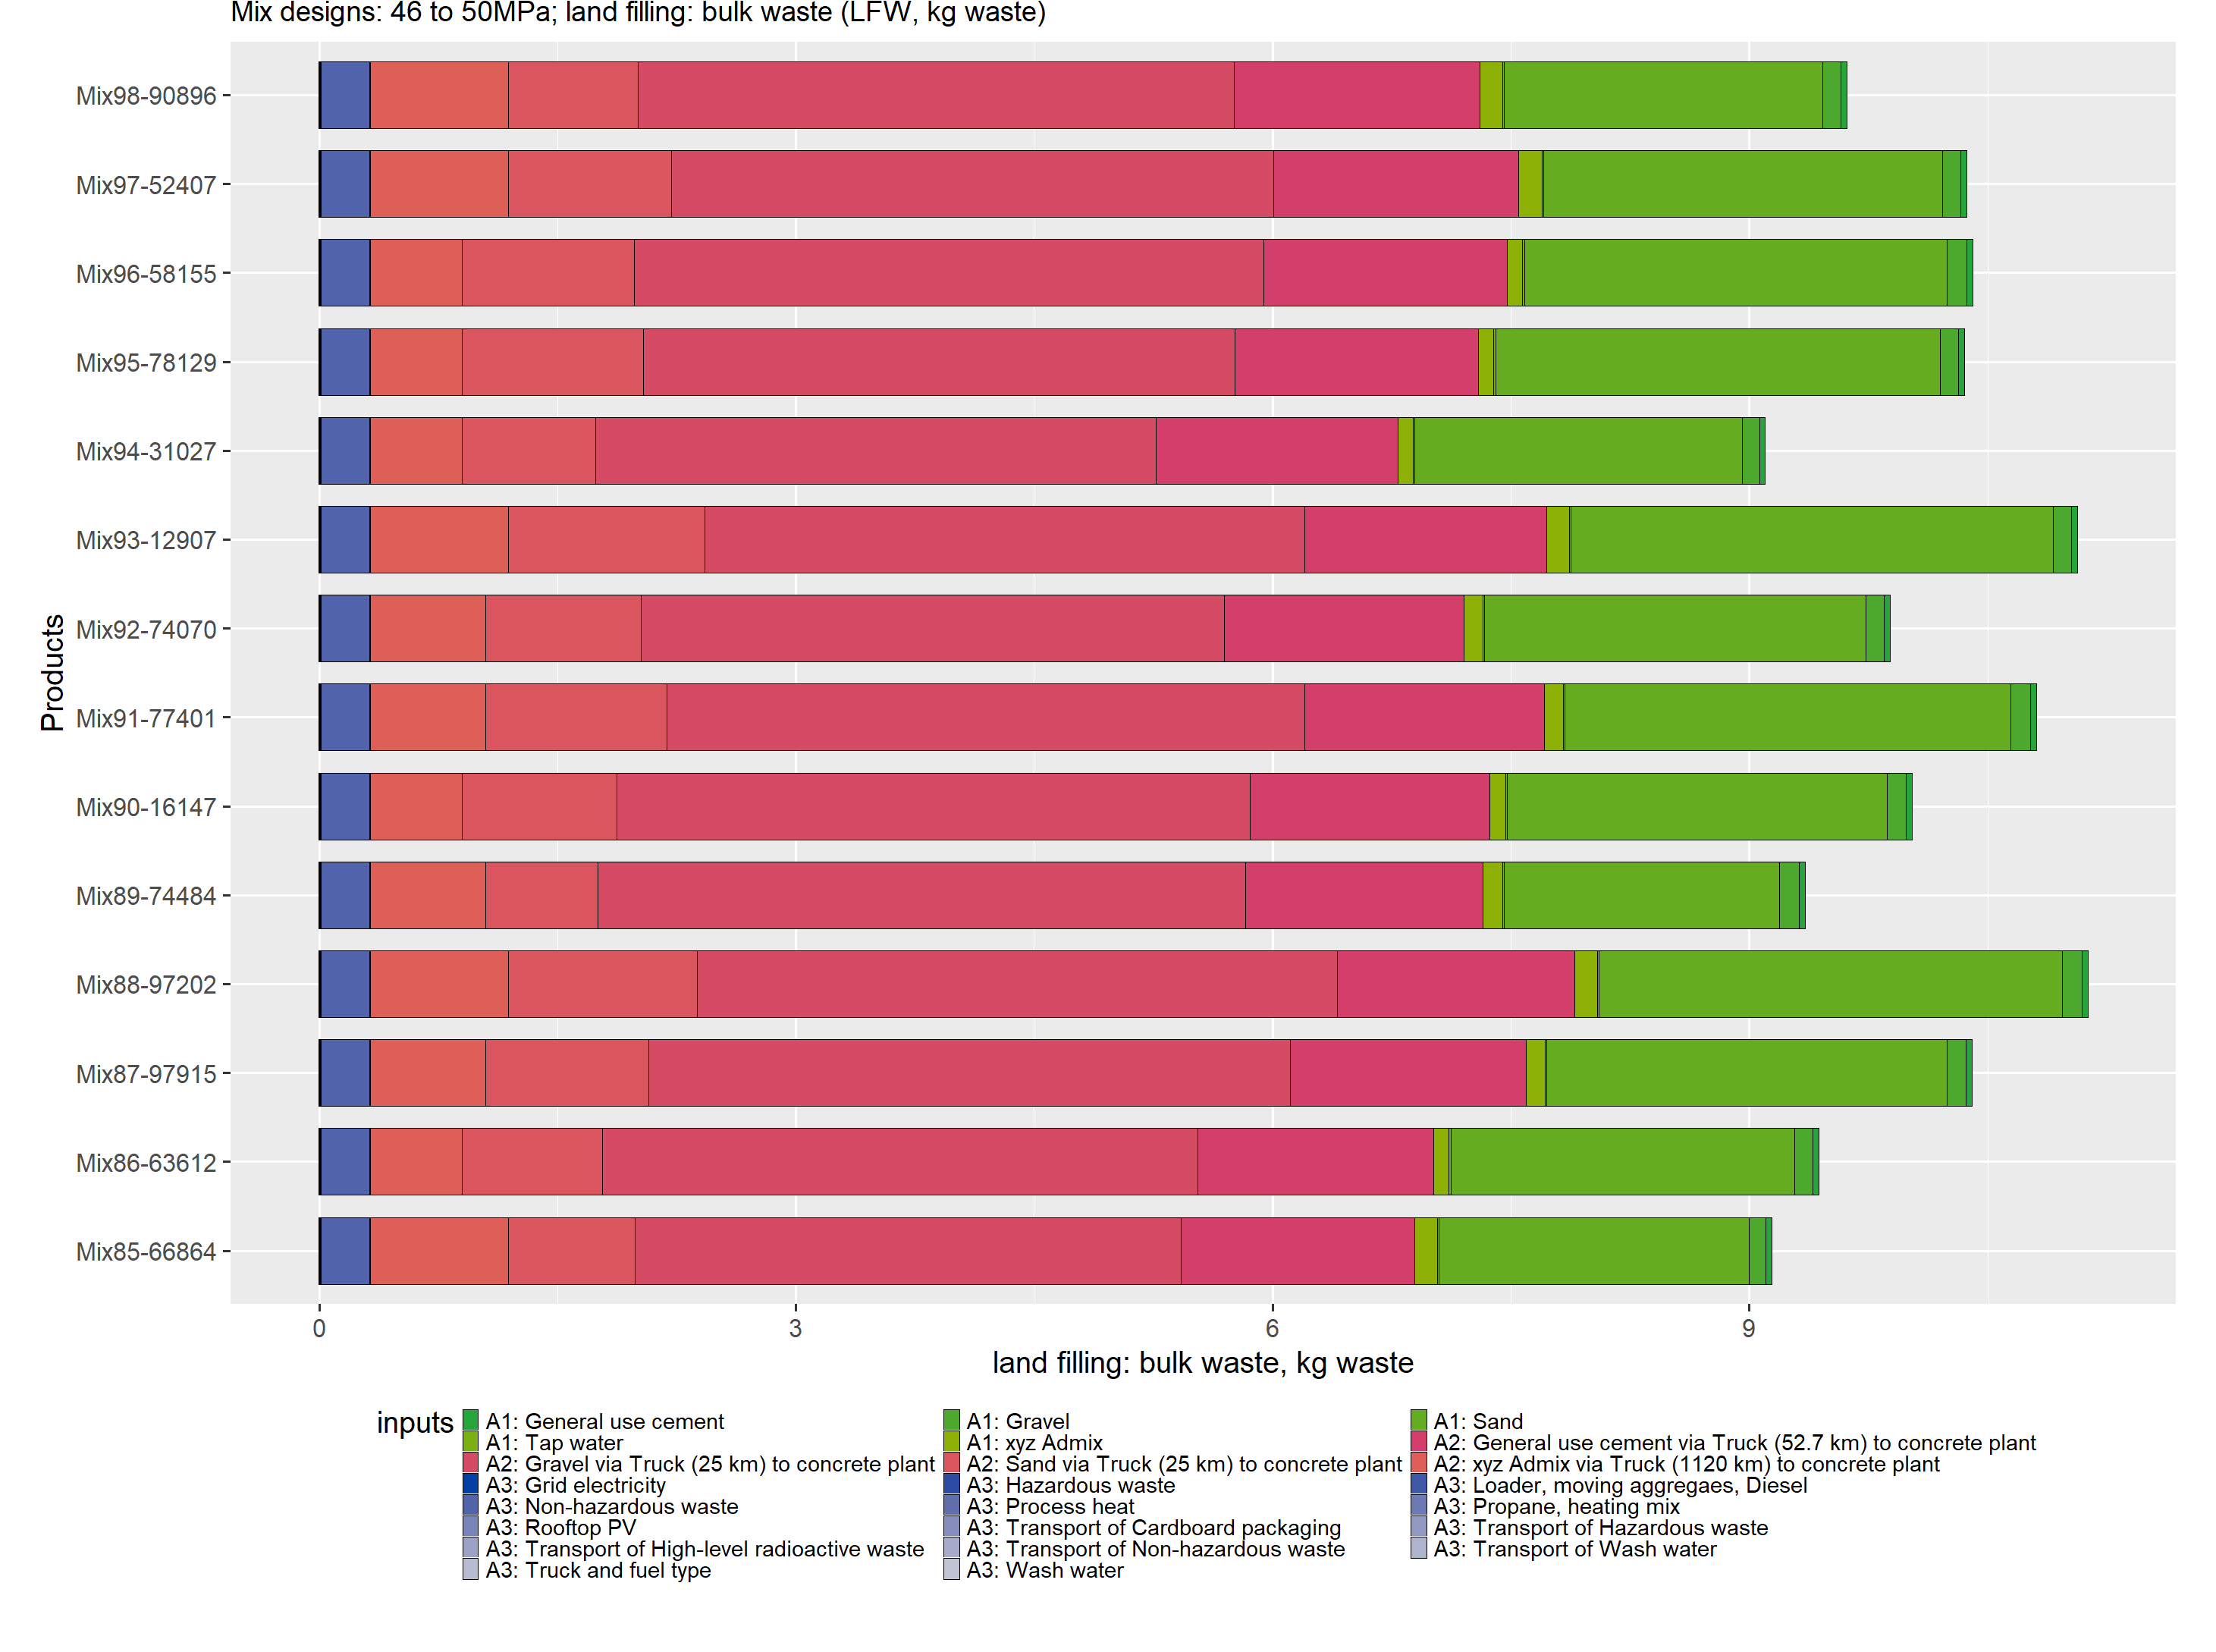 Mix designs: 46 to 50MPa; land filling: bulk waste (LFW, kg waste)
Products
Mix98-90896
Mix97-52407
Mix96-58155
Mix95-78129
Mix94-31027
Mix93-12907
Mix92-74070
Mix91-77401
Mix90-16147
Mix89-74484
Mix88-97202
Mix87-97915
Mix86-63612
Mix85-66864
0 3 6 9
land filling: bulk waste, kg waste
inputs
A1: General use cement A1: Gravel A1: Sand
A1: Tap water A1: xyz Admix A2: General use cement via Truck (52.7 km) to concrete plant
A2: Gravel via Truck (25 km) to concrete plant A2: Sand via Truck (25 km) to concrete plant A2: xyz Admix via Truck (1120 km) to concrete plant
A3: Grid electricity A3: Hazardous waste A3: Loader, moving aggregaes, Diesel
A3: Non-hazardous waste A3: Process heat A3: Propane, heating mix
A3: Rooftop PV A3: Transport of Cardboard packaging A3: Transport of Hazardous waste
A3: Transport of High-level radioactive waste A3: Transport of Non-hazardous waste A3: Transport of Wash water
A3: Truck and fuel type A3: Wash water